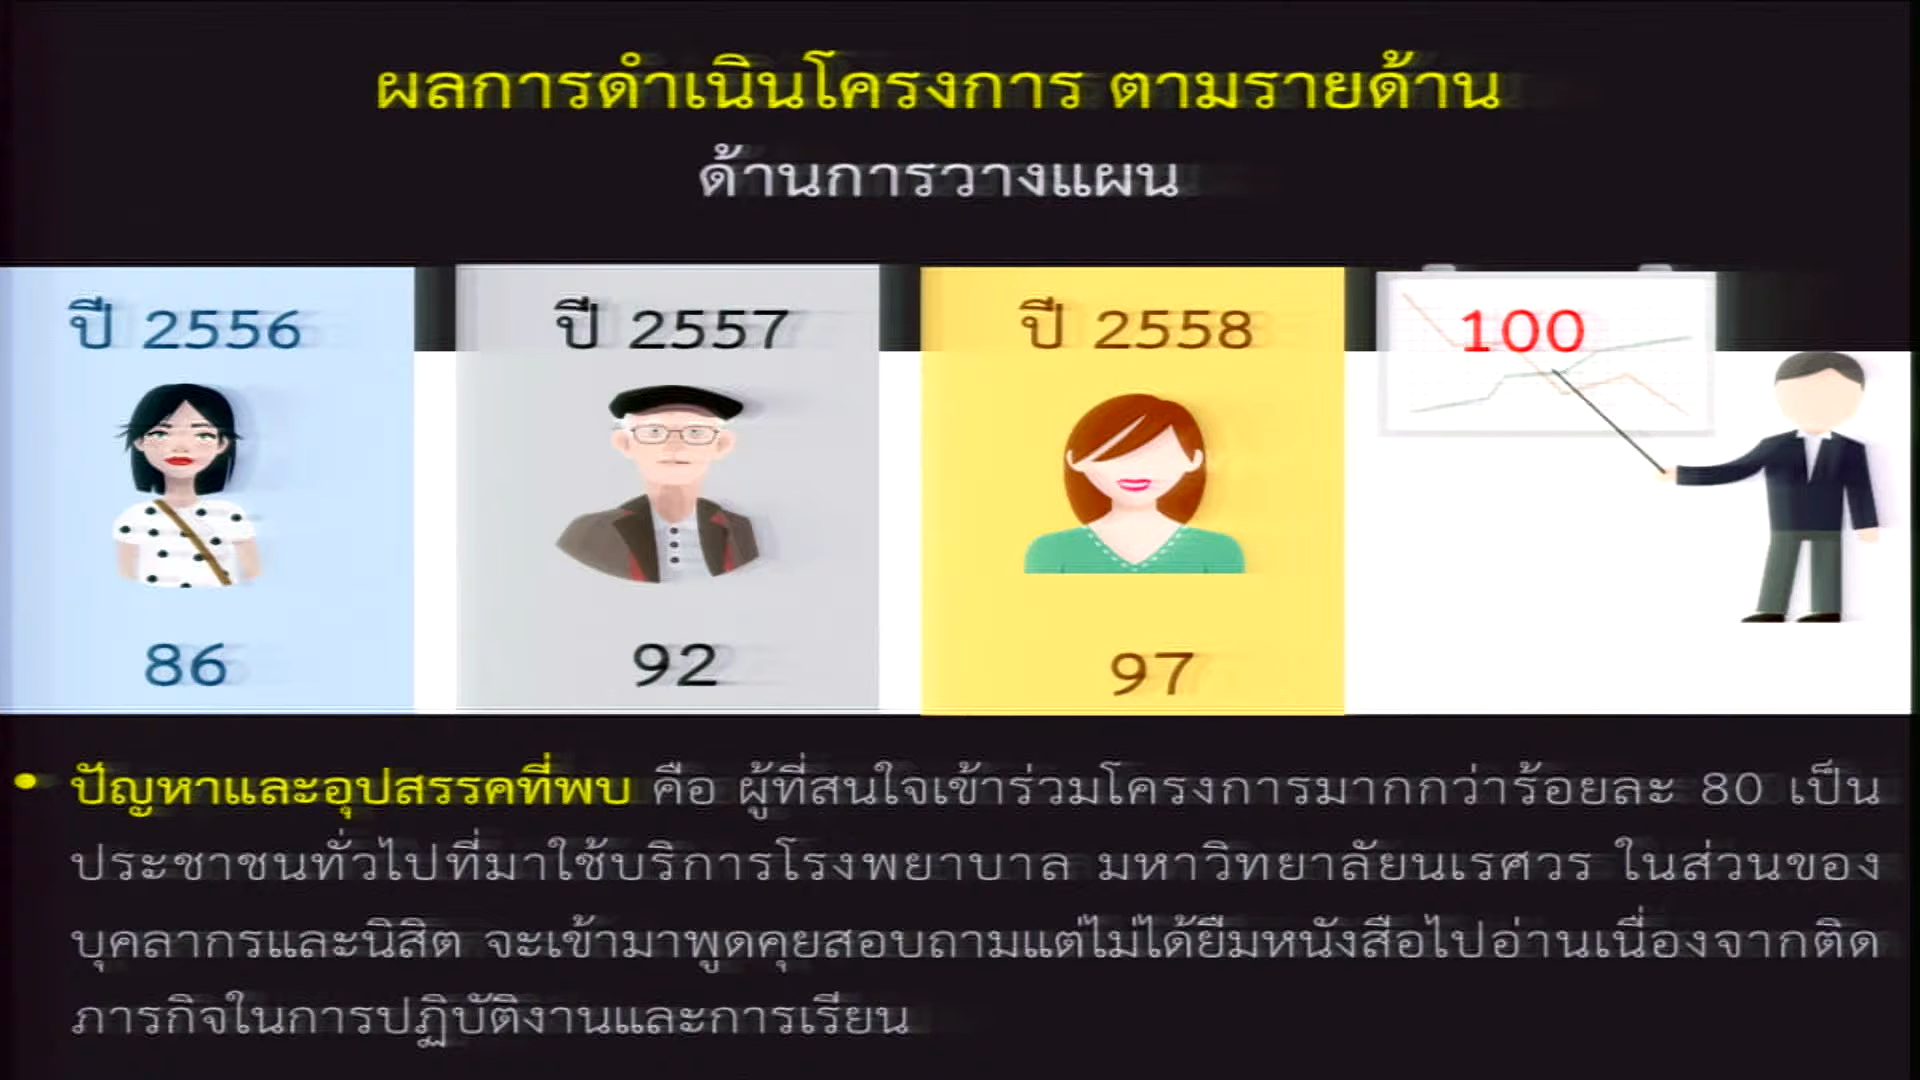 ผลการดำเนินโครงการ ตามรายด้าน
ด้านการวางแผน
ปี 2556
ปี 2557
ปี 2558
100
86
92
97
• ปัญหาและอุปสรรคที่พบ คือ ผู้ที่สนใจเข้าร่วมโครงการมากกว่าร้อยละ 80 เป็น
ประชาชนทั่วไปที่มาใช้บริการโรงพยาบาล มหาวิทยาลัยนเรศวร ในส่วนของ
บุคลากรและนิสิต จะเข้ามาพูดคุยสอบถามแต่ไม่ได้ยืมหนังสือไปอ่านเนื่องจากติด
ภารกิจในการปฏิบัติงานและการเรียน